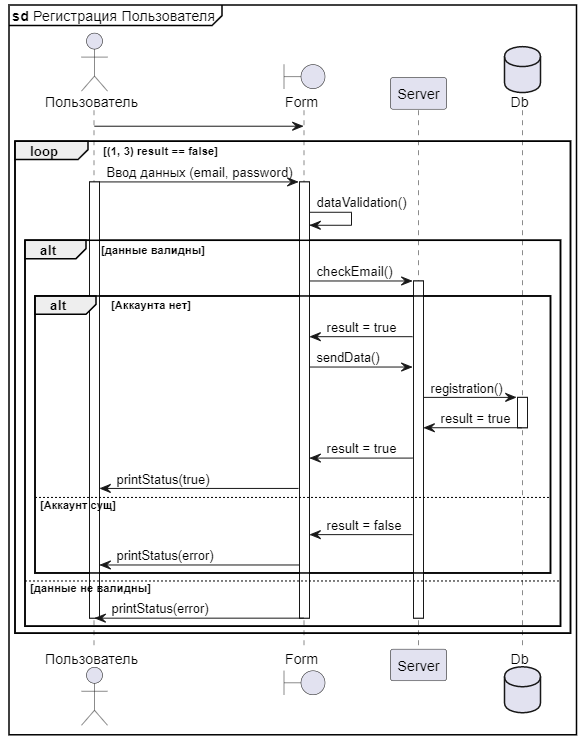 sd Регистрация Пользователя
Пользователь Form Server Db
loop [(1, 3) result == false]
Ввод данных (email, password)
dataValidation()
alt [данные валидны]
checkEmail()
alt [Аккаунта нет]
result = true
sendData()
registration()
result = true
result = true
printStatus(true)
[Аккаунт сущ]
result = false
printStatus(error)
[данные не валидны]
printStatus(error)
Пользователь Form Server Db